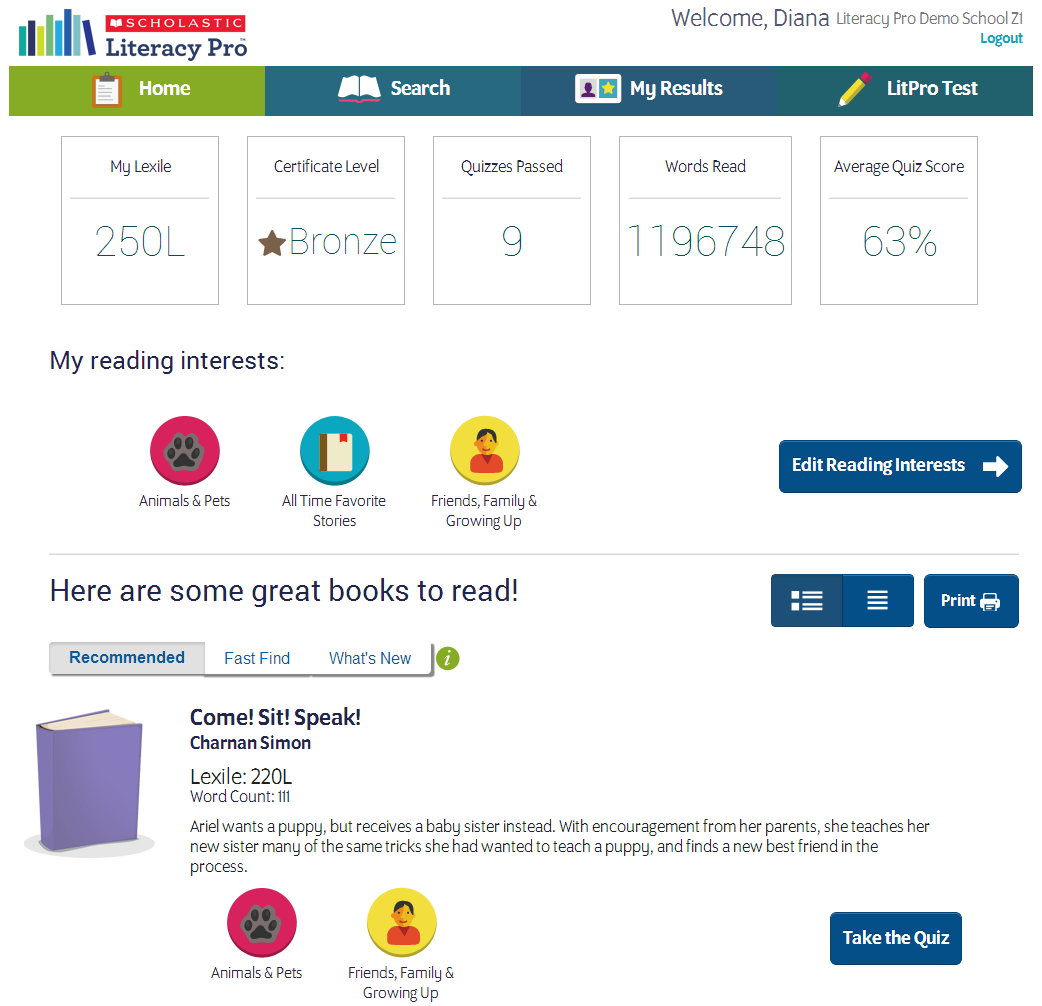 SCHOLASTIC
Literacy Pro™
Welcome, Diana Literacy Pro Demo School Z1
Logout
Home
Search
My Results
LitPro Test
My Lexile
Certificate Level
Quizzes Passed
Words Read
Average Quiz Score
250L
Bronze
9
1196748
63%
My reading interests:
Animals & Pets
All Time Favorite
Stories
Friends, Family &
Growing Up
Edit Reading Interests
Here are some great books to read!
Print
Recommended
Fast Find
What's New
i
Come! Sit! Speak!
Charnan Simon
Lexile: 220L
Word Count: 111
Ariel wants a puppy, but receives a baby sister instead. With encouragement from her parents, she teaches her
new sister many of the same tricks she had wanted to teach a puppy, and finds a new best friend in the
process.
Animals & Pets
Friends, Family &
Growing Up
Take the Quiz